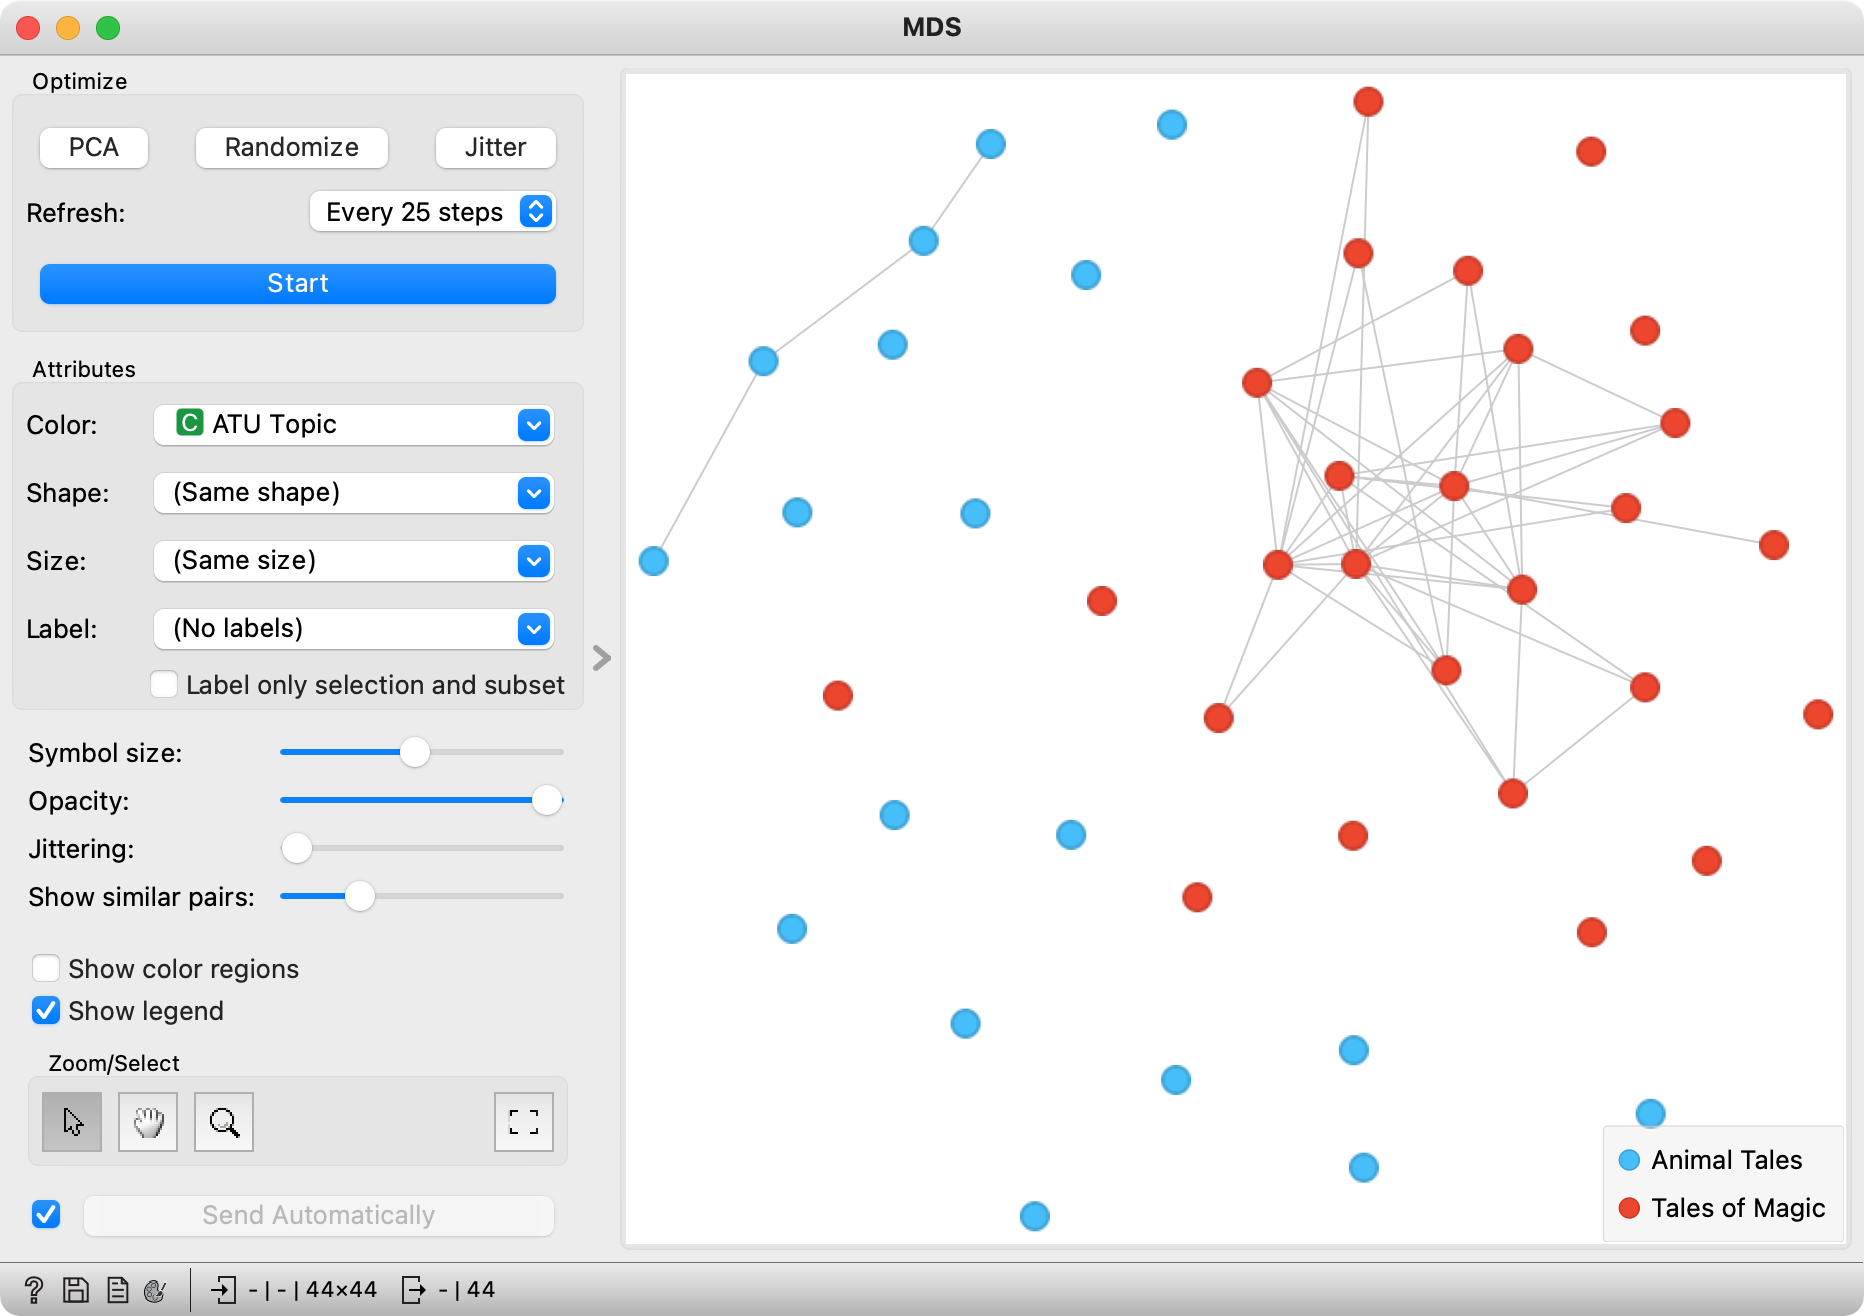 MDS
Optimize
PCA Randomize Jitter
Refresh: Every 25 steps
Start
Attributes
Color: C ATU Topic
Shape: (Same shape)
Size: (Same size)
Label: (No labels)
Label only selection and subset
Symbol size:
Opacity:
Jittering:
Show similar pairs:
Show color regions
Show legend
Zoom/Select
Send Automatically
Animal Tales
Tales of Magic
? - | - | 44×44 - | 44